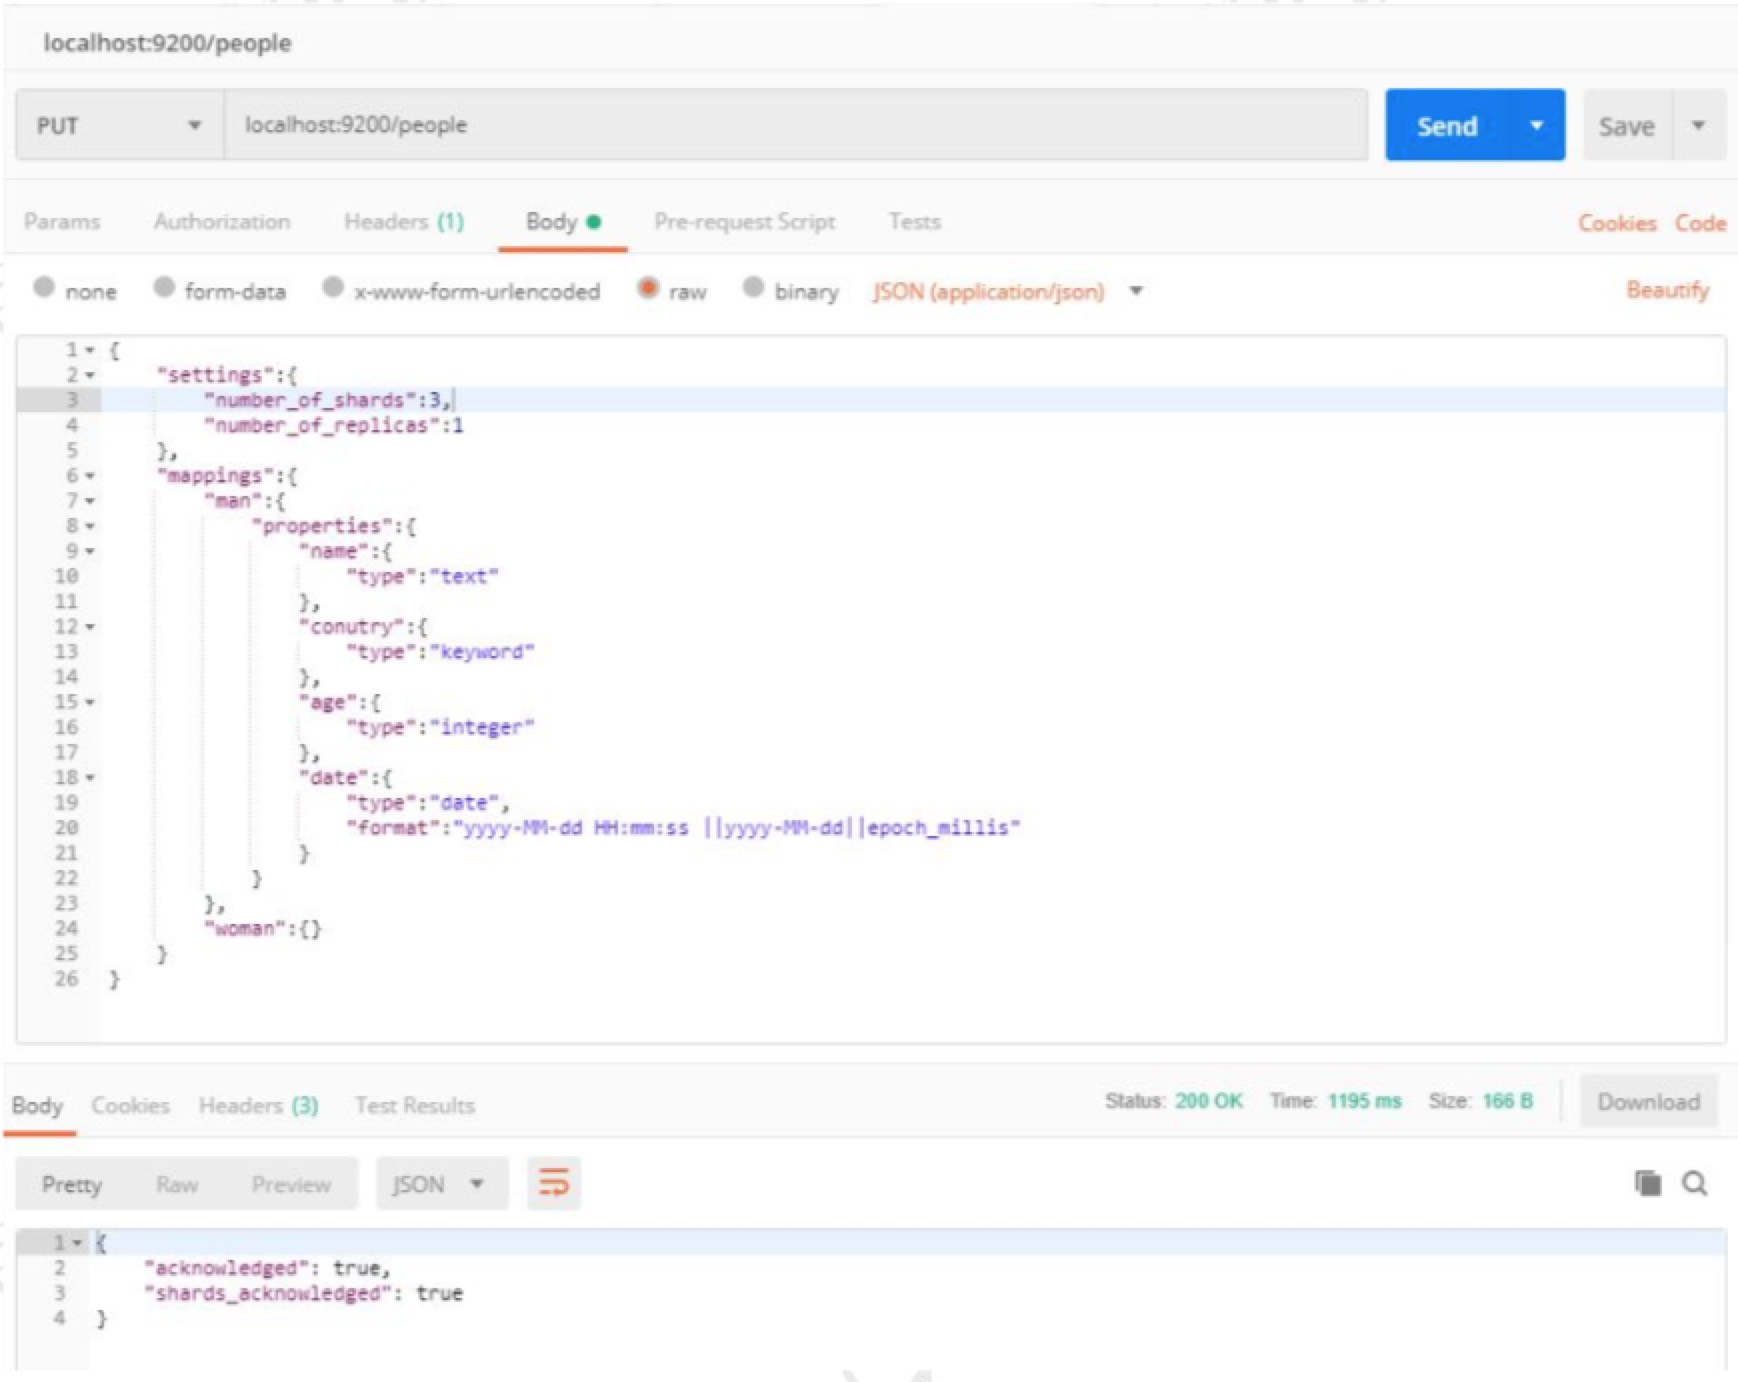 localhost:9200/people
PUT localhost:9200/people Send Save
Params Authorization Headers (1) Body Pre-request Script Tests Cookies Code
none form-data x-www-form-urlencoded raw binary JSON (application/json) Beautify
1 {
2 "settings":{
3 "number_of_shards":3,
4 "number_of_replicas":1
5 },
6 "mappings":{
7 "man":{
8 "properties":{
9 "name":{
10 "type":"text"
11 },
12 "conutry":{
13 "type":"keyword"
14 },
15 "age":{
16 "type":"integer"
17 },
18 "date":{
19 "type":"date",
20 "format":"yyyy-MM-dd HH:mm:ss ||yyyy-MM-dd||epoch_millis"
21 }
22 }
23 },
24 "woman":{}
25 }
26 }
Body Cookies Headers (3) Test Results Status: 200 OK Time: 1195 ms Size: 166 B Download
Pretty Raw Preview JSON
1 {
2 "acknowledged": true,
3 "shards_acknowledged": true
4 }